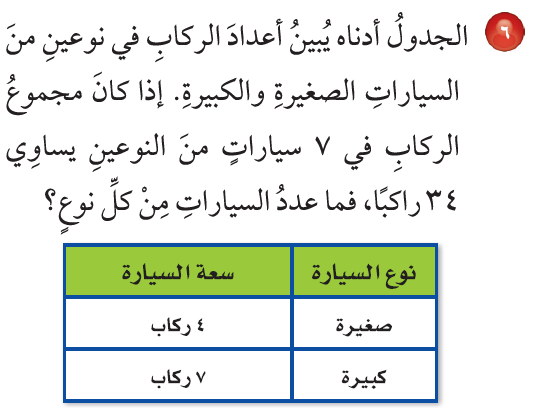 ٦ الجدولُ أدناه يُبينُ أعدادَ الركابِ في نوعينِ منَ
السياراتِ الصغيرةِ والكبيرةِ. إذا كانَ مجموعُ
الركابِ في ٧ سياراتٍ منَ النوعينِ يساوِي
٣٤ راكبًا، فما عددُ السياراتِ مِنْ كلِّ نوعٍ؟
نوع السيارة سعة السيارة
صغيرة ٤ ركاب
كبيرة ٧ ركاب